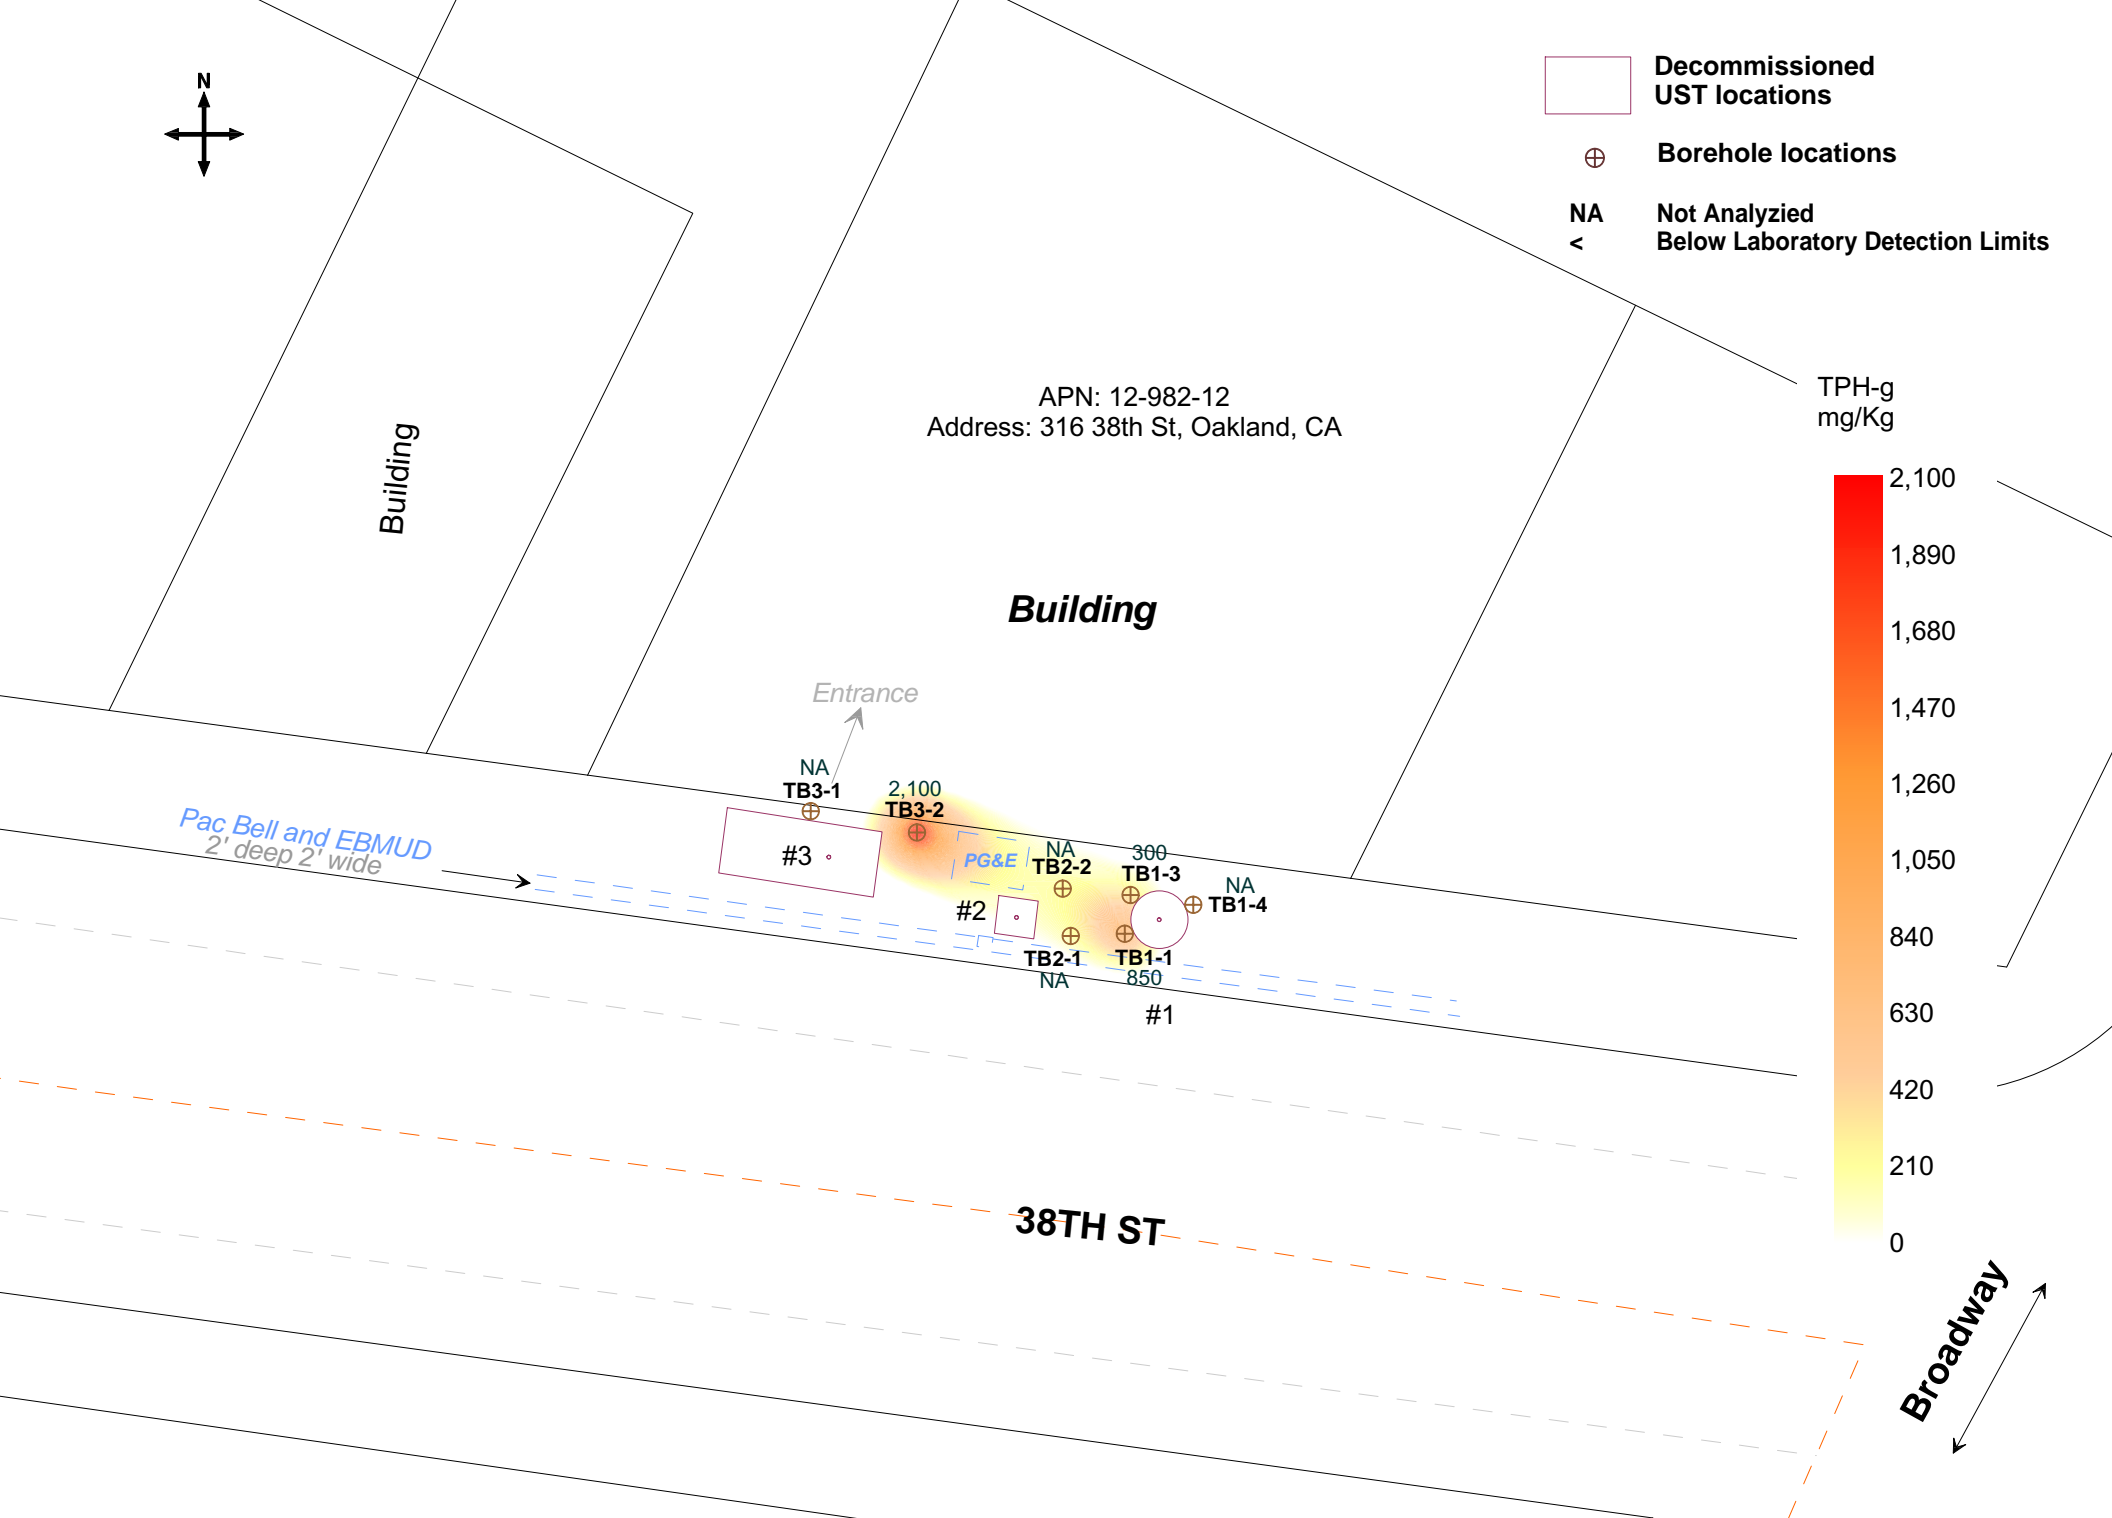 N
Decommissioned
UST locations
Borehole locations
NA Not Analyzied
< Below Laboratory Detection Limits
APN: 12-982-12
Address: 316 38th St, Oakland, CA
TPH-g
mg/Kg
2,100
1,890
1,680
1,470
1,260
1,050
840
630
420
210
0
Building
Building
Entrance
NA
TB3-1
2,100
TB3-2
Pac Bell and EBMUD
2' deep 2' wide
#3
PG&E
NA
TB2-2
300
TB1-3
NA
TB1-4
#2
TB2-1
NA
TB1-1
850
#1
38TH ST
Broadway